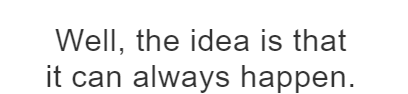 Well, the idea is that
it can always happen.